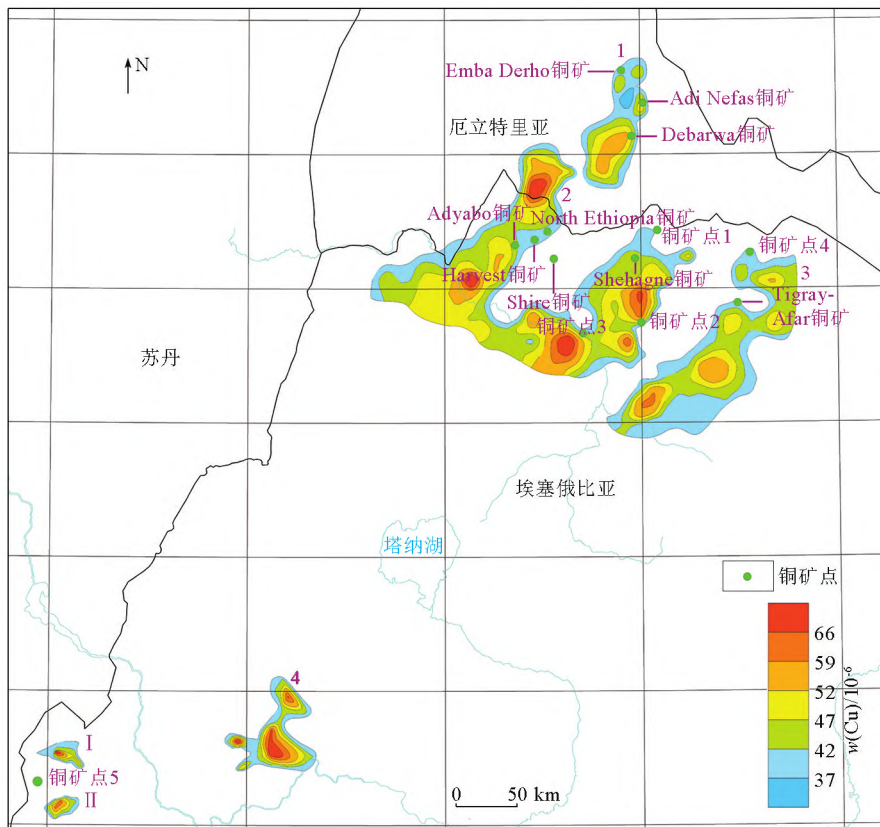 N
1
Emba Derho铜矿
Adi Nefas铜矿
厄立特里亚
Debarwa铜矿
2
Adyabo铜矿
North Ethiopia铜矿
铜矿点1
铜矿点4
Harvest铜矿
Shehagne铜矿
3
Shire铜矿
Tigray-
Afar铜矿
铜矿点3
铜矿点2
苏丹
埃塞俄比亚
塔纳湖
铜矿点
66
59
52
47
42
37
w(Cu)/10⁻⁶
4
I
铜矿点5
II
0 50 km